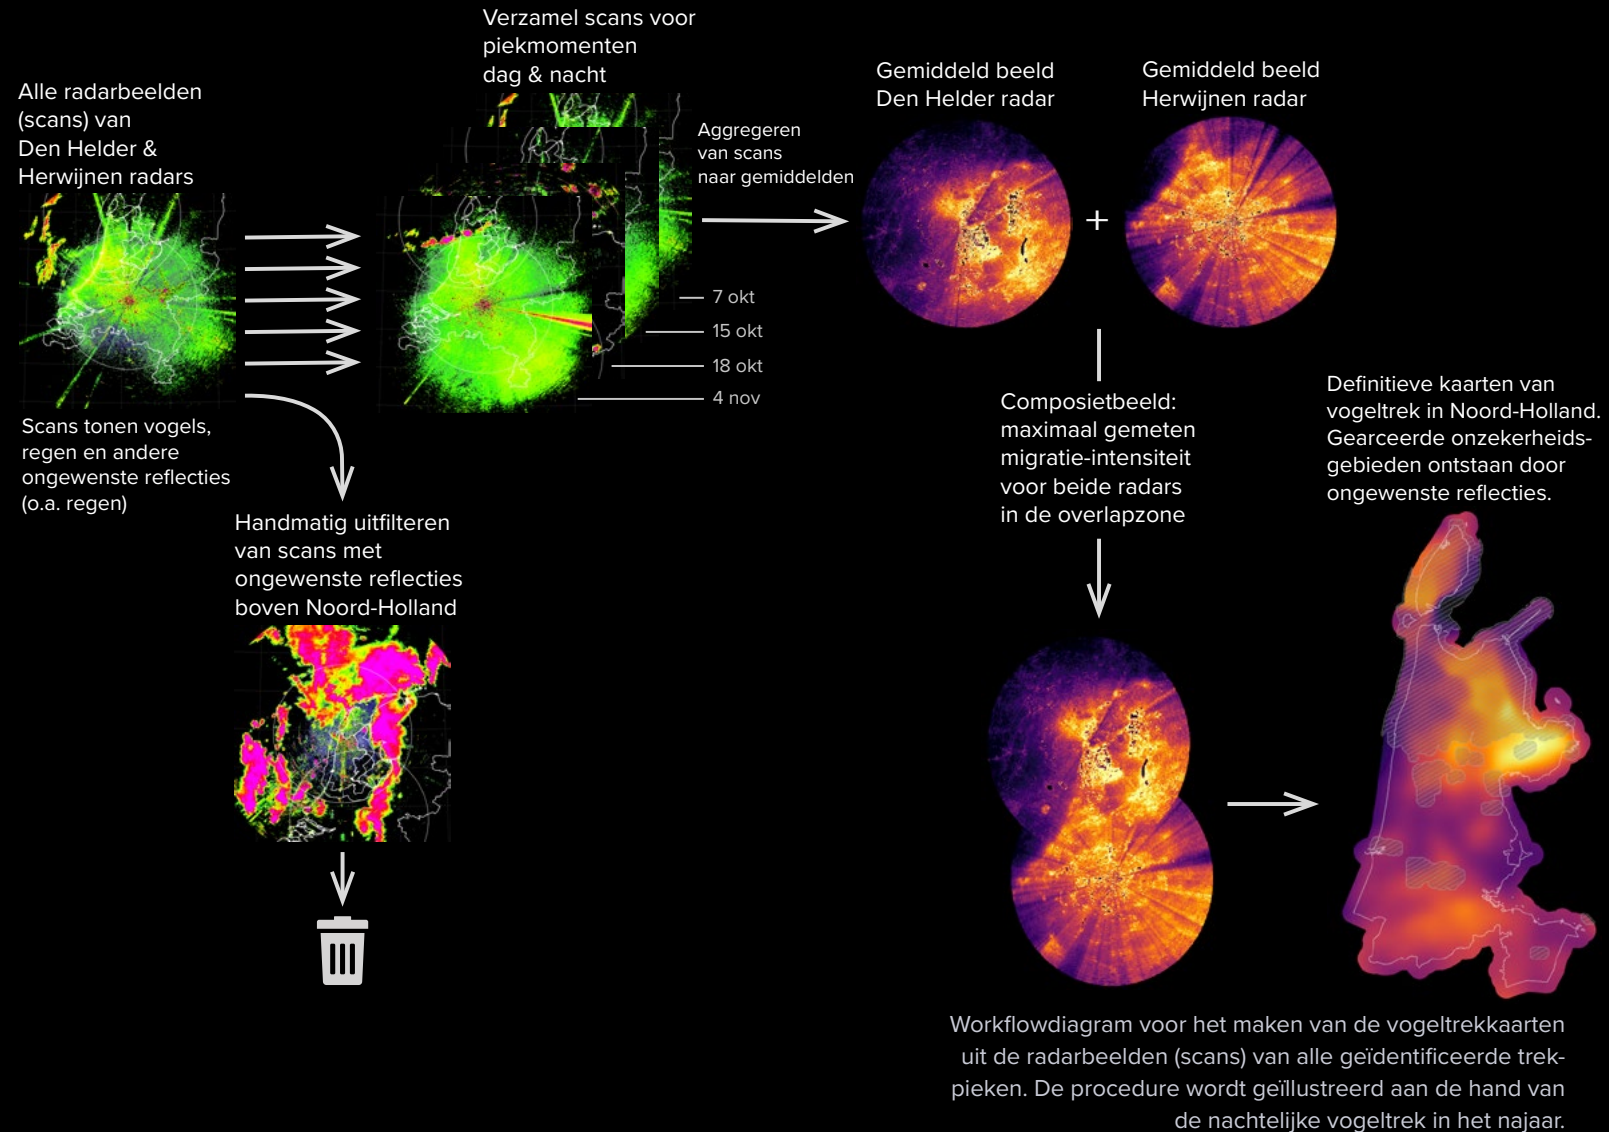 Alle radarbeelden
(scans) van
Den Helder &
Herwijnen radars
Scans tonen vogels,
regen en andere
ongewenste reflecties
(o.a. regen)
Handmatig uitfilteren
van scans met
ongewenste reflecties
boven Noord-Holland
Verzamel scans voor
piekmomenten
dag & nacht
7 okt
15 okt
18 okt
4 nov
Aggregeren
van scans
naar gemiddelden
Gemiddeld beeld
Den Helder radar
+
Gemiddeld beeld
Herwijnen radar
Composietbeeld:
maximaal gemeten
migratie-intensiteit
voor beide radars
in de overlapzone
Definitieve kaarten van
vogeltrek in Noord-Holland.
Gearceerde onzekerheids-
gebieden ontstaan door
ongewenste reflecties.
Workflowdiagram voor het maken van de vogeltrekkaarten
uit de radarbeelden (scans) van alle geïdentificeerde trek-
pieken. De procedure wordt geïllustreerd aan de hand van
de nachtelijke vogeltrek in het najaar.